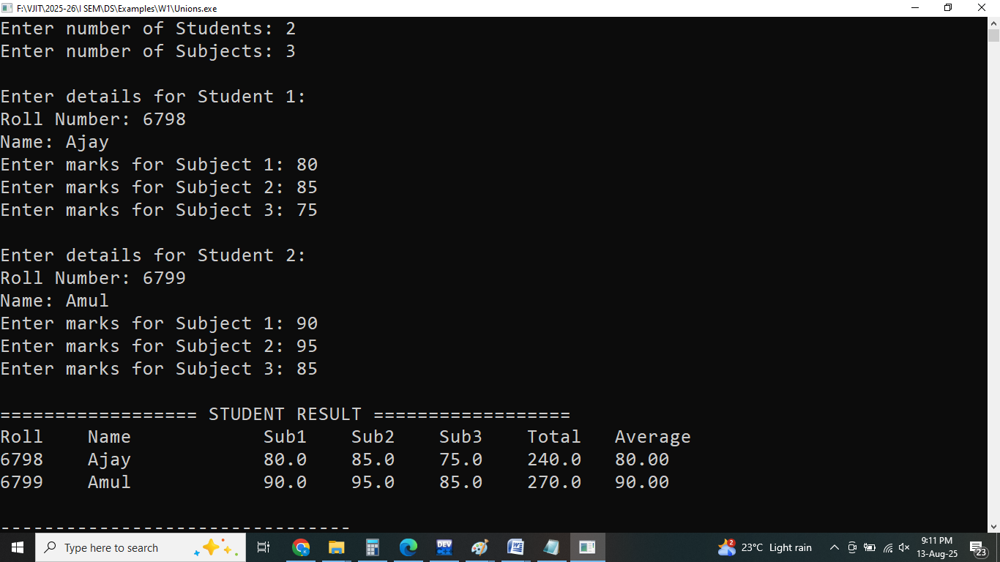 F:\VJIT\2025-26\I SEM\DS\Examples\W1\Unions.exe
Enter number of Students: 2
Enter number of Subjects: 3
Enter details for Student 1:
Roll Number: 6798
Name: Ajay
Enter marks for Subject 1: 80
Enter marks for Subject 2: 85
Enter marks for Subject 3: 75
Enter details for Student 2:
Roll Number: 6799
Name: Amul
Enter marks for Subject 1: 90
Enter marks for Subject 2: 95
Enter marks for Subject 3: 85
================== STUDENT RESULT ==================
Roll    Name            Sub1    Sub2    Sub3    Total   Average
6798    Ajay            80.0    85.0    75.0    240.0   80.00
6799    Amul            90.0    95.0    85.0    270.0   90.00
--------------------------------
Type here to search
DEV
2
23°C Light rain
9:11 PM
13-Aug-25
23